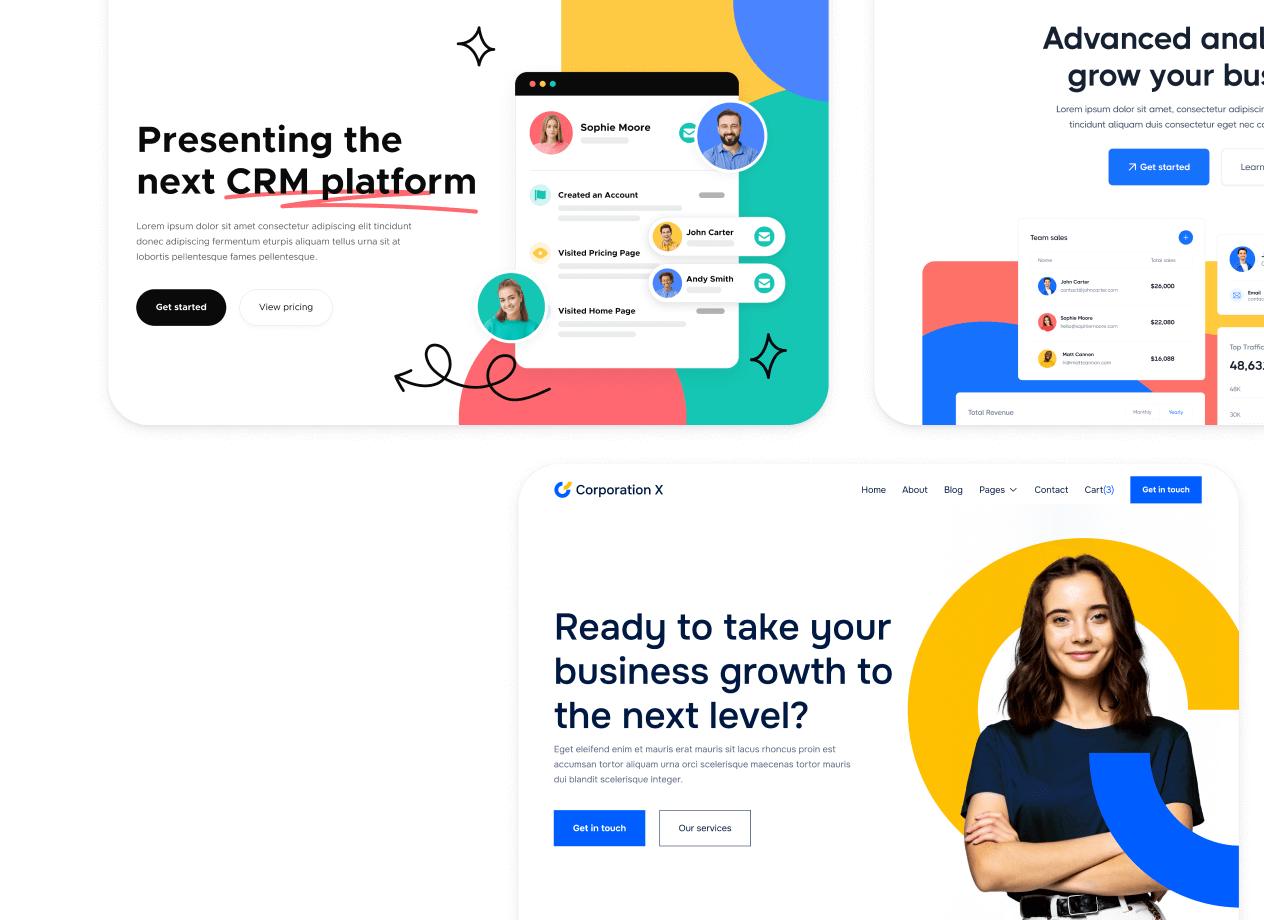 Presenting the
next CRM platform
Lorem ipsum dolor sit amet consectetur adipiscing elit tincidunt
donec adipiscing fermentum eturpis aliquam tellus urna sit at
lobortis pellentesque fames pellentesque.
Get started
View pricing
Sophie Moore
Created an Account
John Carter
Visited Pricing Page
Andy Smith
Visited Home Page
Advanced anal
grow your bus
Lorem ipsum dolor sit amet, consectetur adipiscin
tincidunt aliquam duis consectetur eget nec co
Get started
Learn
Team sales
Name Total sales
John Carter
contact@johncarter.com
$26,000
Sophie Moore
hello@sophiemoore.com
$22,080
Matt Cannon
hi@mattcannon.com
$16,088
Email
contac
Top Traffic
48,63
48K
30K
Total Revenue Monthly Yearly
Corporation X
Home About Blog Pages Contact Cart(3) Get in touch
Ready to take your
business growth to
the next level?
Eget eleifend enim et mauris erat mauris sit lacus rhoncus proin est
accumsan tortor aliquam urna orci scelerisque maecenas tortor mauris
dui blandit scelerisque integer.
Get in touch
Our services